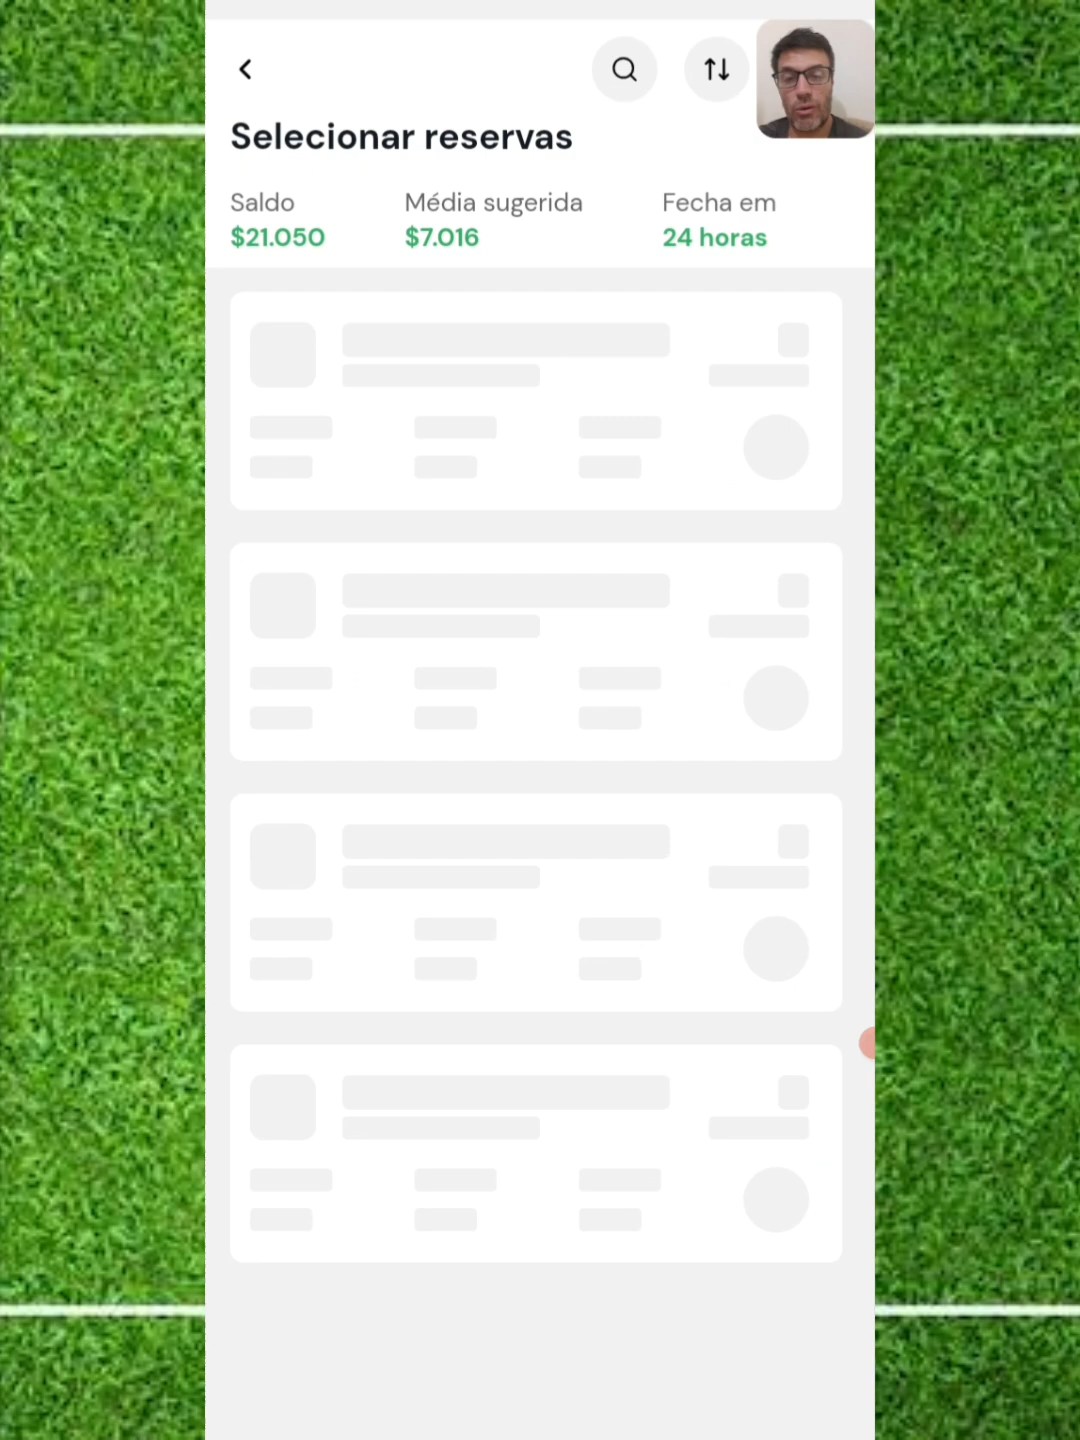 Selecionar reservas
Saldo Média sugerida Fecha em
$21.050 $7.016 24 horas